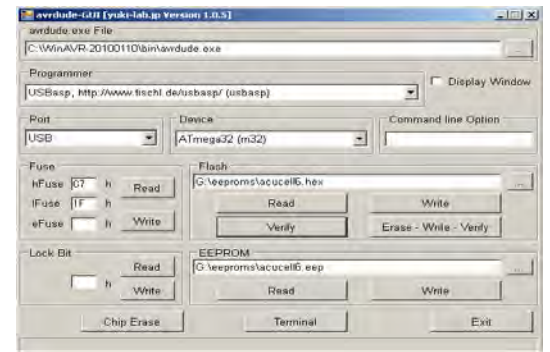 avrdude-GUI [yuki-lab.jp Version 1.0.5]
avrdude.exe File
C:\WinAVR-20100110\bin\avrdude.exe
...
Programmer
USBasp, http://www.fischl.de/usbasp/ (usbasp)
Display Window
Port
USB
Device
ATmega32 (m32)
Command line Option
Fuse
hFuse C7 h
Read
lFuse 1F h
eFuse h
Write
Flash
G:\eeproms\acucell6.hex
...
Read
Write
Verify
Erase - Write - Verify
Lock Bit
Read
h
Write
EEPROM
G:\eeproms\acucell6.eep
...
Read
Write
Chip Erase
Terminal
Exit